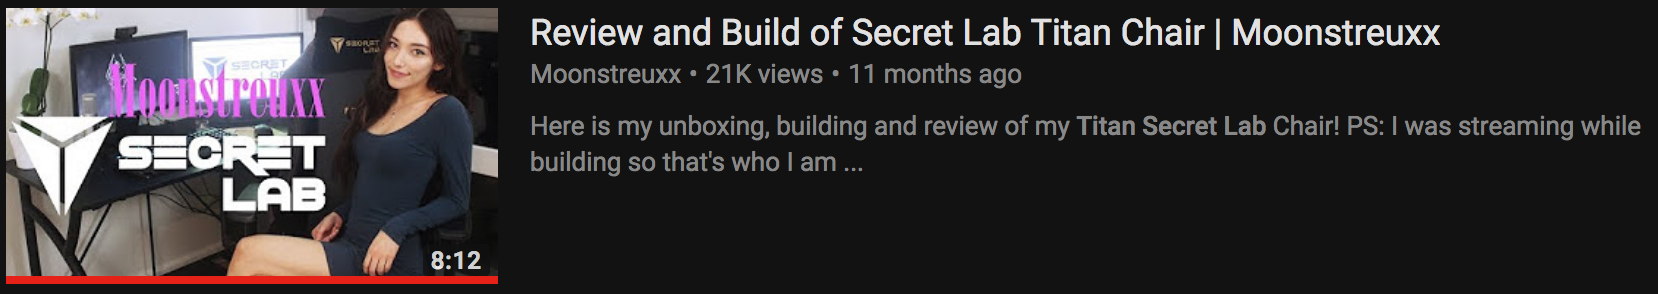 Review and Build of Secret Lab Titan Chair | Moonstreuxx
Moonstreuxx • 21K views • 11 months ago
Here is my unboxing, building and review of my Titan Secret Lab Chair! PS: I was streaming while
building so that's who I am ...
SECRET
LAB
Moonstreuxx
SECRET
LAB
8:12